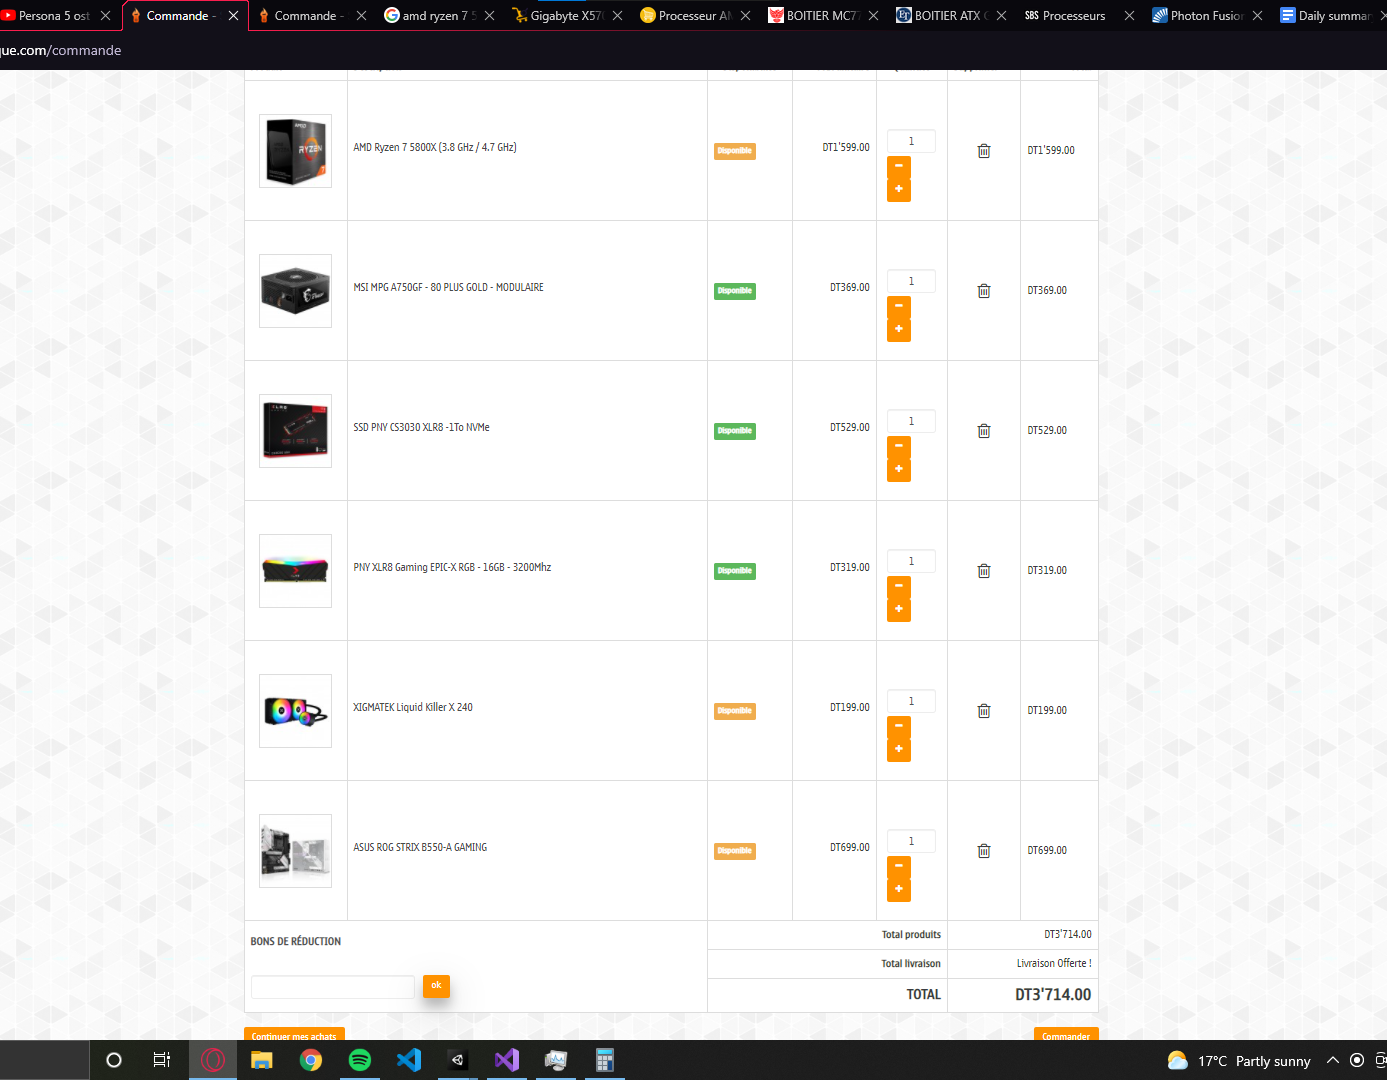 Persona 5 ost
Commande -
Commande -
amd ryzen 7 5
Gigabyte X570
Processeur AM
BOITIER MC77
BOITIER ATX G
SBS Processeurs
Photon Fusion
Daily summar
que.com/commande
AMD Ryzen 7 5800X (3.8 GHz / 4.7 GHz)
Disponible
DT1'599.00
1
DT1'599.00
MSI MPG A750GF - 80 PLUS GOLD - MODULAIRE
Disponible
DT369.00
1
DT369.00
SSD PNY CS3030 XLR8 -1To NVMe
Disponible
DT529.00
1
DT529.00
PNY XLR8 Gaming EPIC-X RGB - 16GB - 3200Mhz
Disponible
DT319.00
1
DT319.00
XIGMATEK Liquid Killer X 240
Disponible
DT199.00
1
DT199.00
ASUS ROG STRIX B550-A GAMING
Disponible
DT699.00
1
DT699.00
BONS DE RÉDUCTION
ok
Total produits
DT3'714.00
Total livraison
Livraison Offerte !
TOTAL
DT3'714.00
Continuer mes achats
Commander
17°C Partly sunny